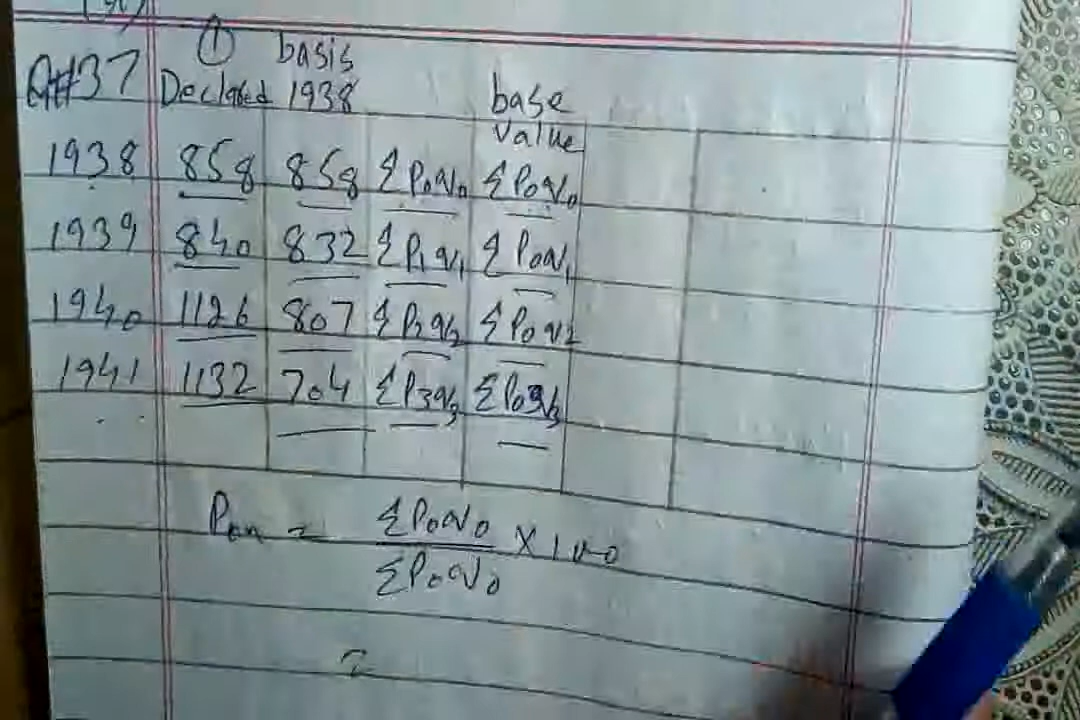 ① basis
Q#37 Declared 1938 base
value
1938 858 858 ΣP₀q₀ ΣP₀q₀
1939 840 832 ΣP₁q₁ ΣP₀q₁
1940 1126 807 ΣP₂q₂ ΣP₀q₂
1941 1132 704 ΣP3q₃ ΣP₀q₃
Pon = ΣP₀q₀ × 100
ΣP₀q₀